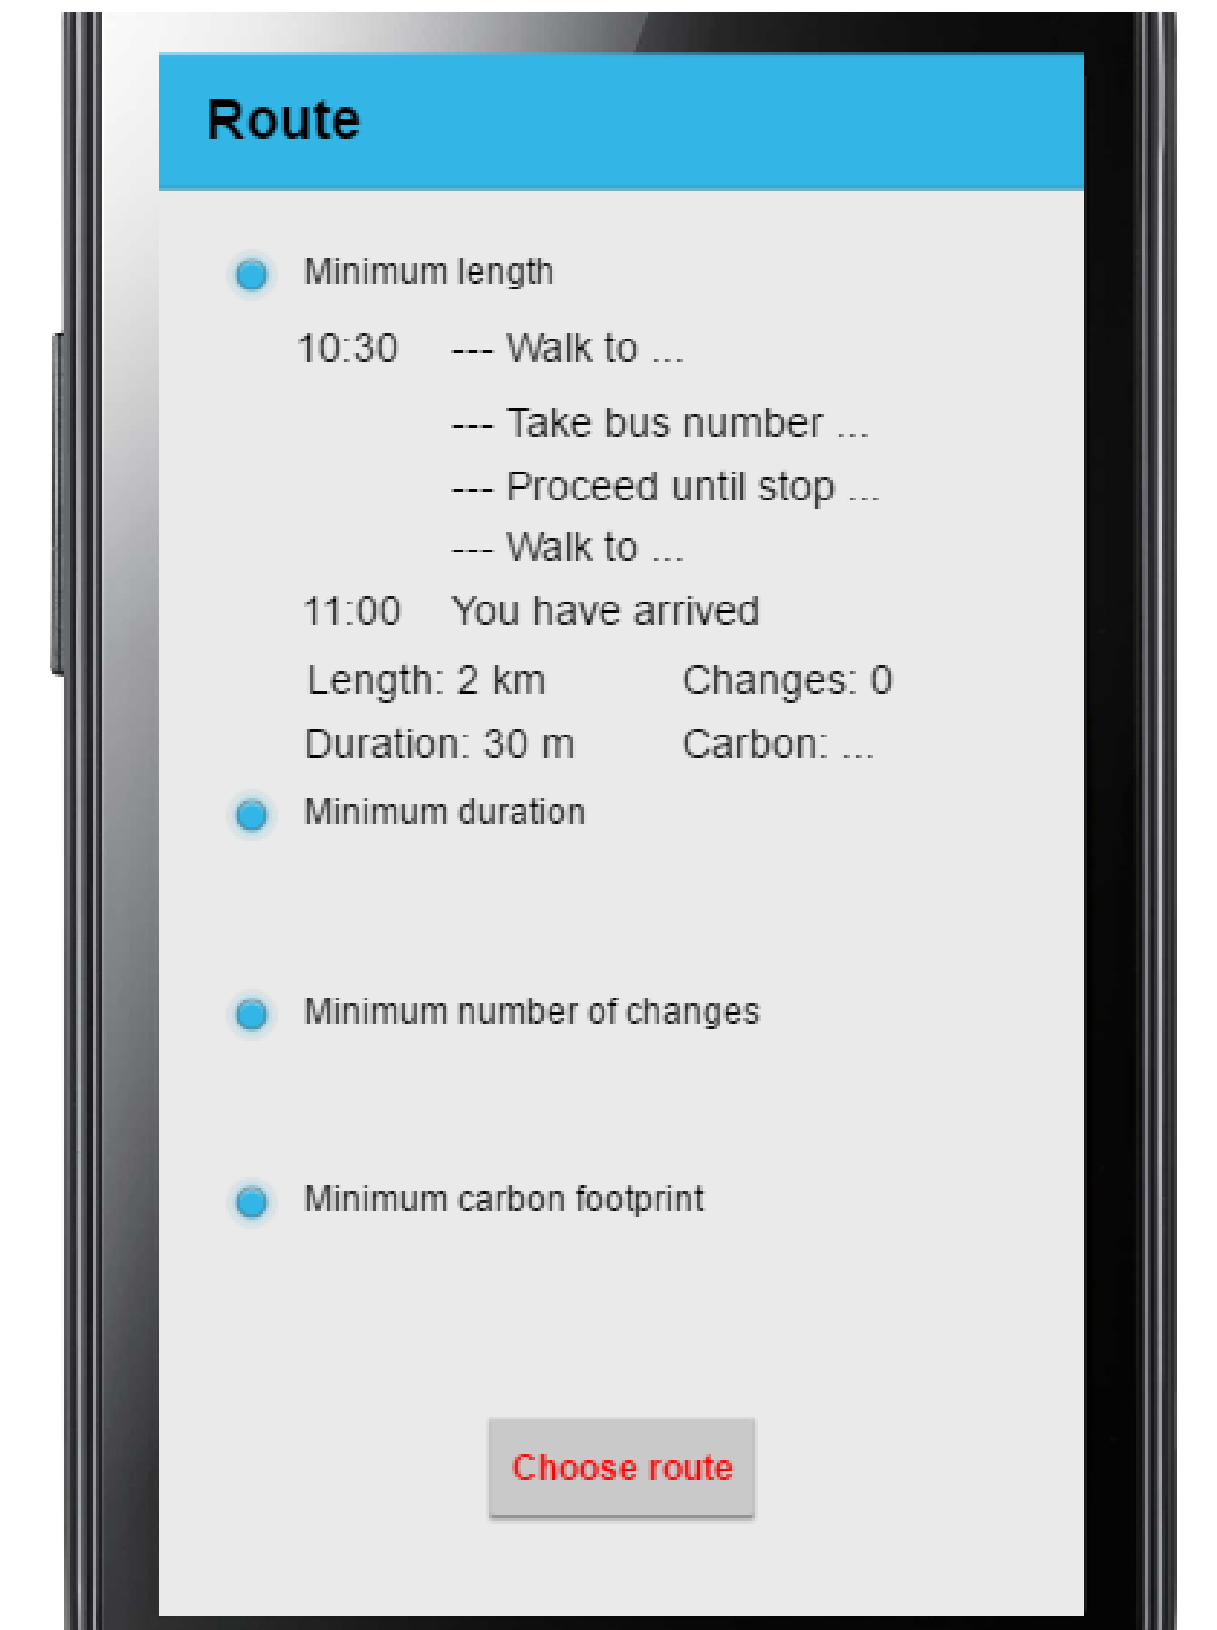 Route
Minimum length
10:30 --- Walk to ...
--- Take bus number ...
--- Proceed until stop ...
--- Walk to ...
11:00 You have arrived
Length: 2 km Changes: 0
Duration: 30 m Carbon: ...
Minimum duration
Minimum number of changes
Minimum carbon footprint
Choose route